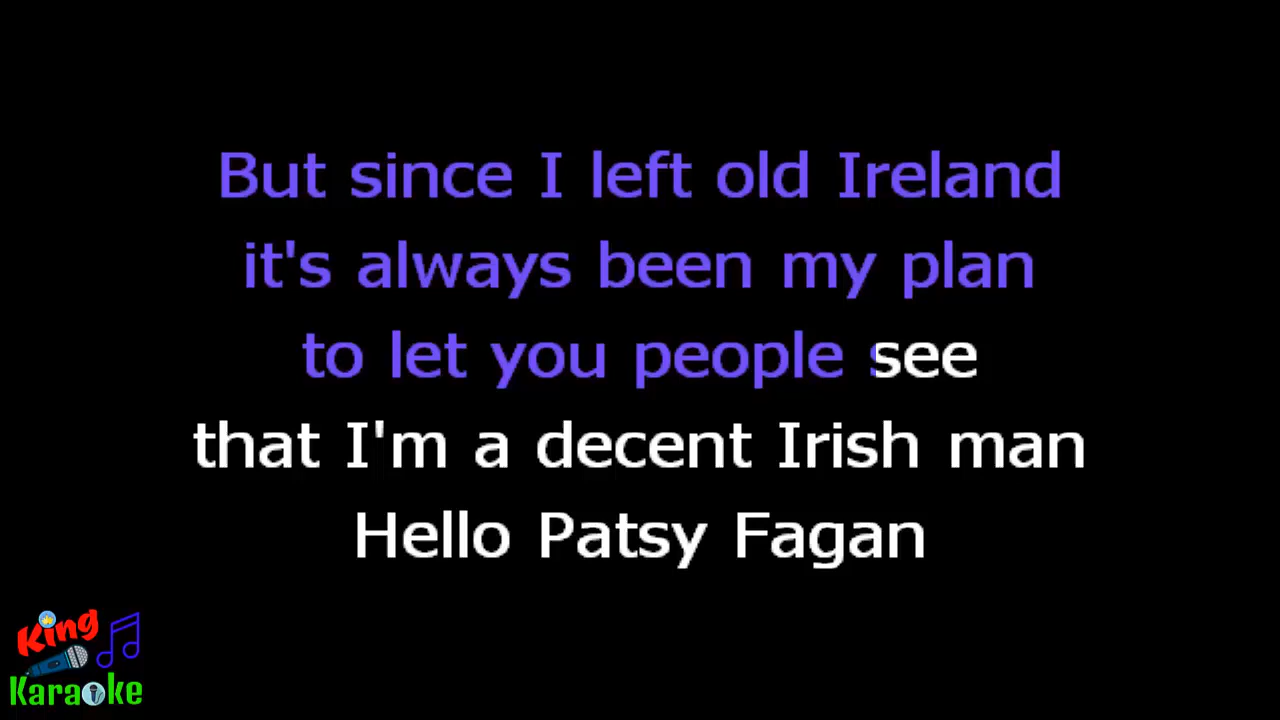 But since I left old Ireland
it's always been my plan
to let you people see
that I'm a decent Irish man
Hello Patsy Fagan
King
Karaoke